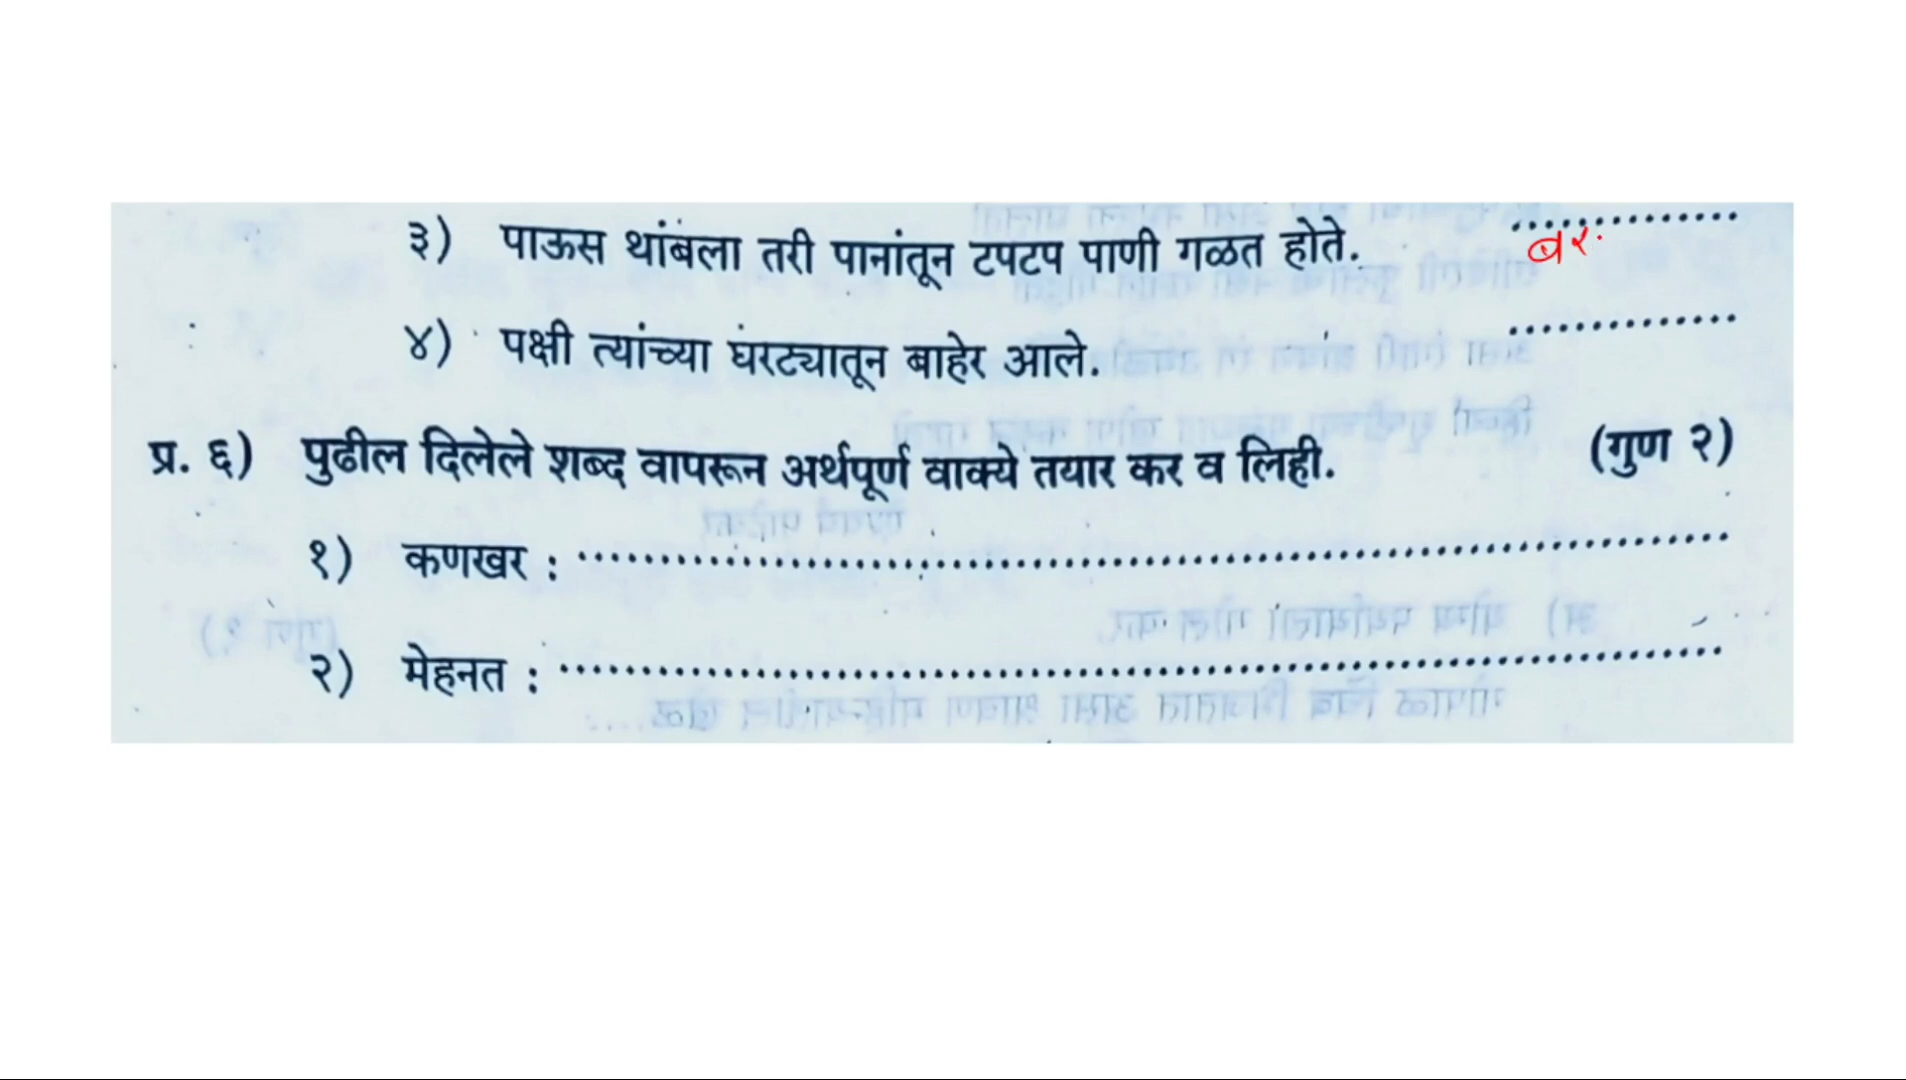 ३) पाऊस थांबला तरी पानांतून टपटप पाणी गळत होते. ..............
बर
४) पक्षी त्यांच्या घरट्यातून बाहेर आले. ..............
प्र. ६) पुढील दिलेले शब्द वापरून अर्थपूर्ण वाक्ये तयार कर व लिही. (गुण २)
१) कणखर : ..............
२) मेहनत : ..............